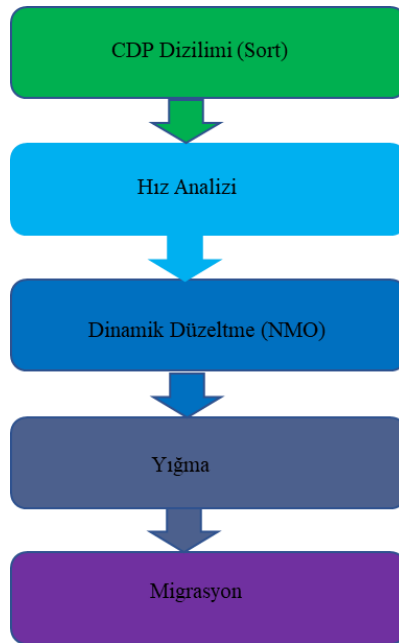 CDP Dizilimi (Sort)
Hız Analizi
Dinamik Düzeltme (NMO)
Yığma
Migrasyon